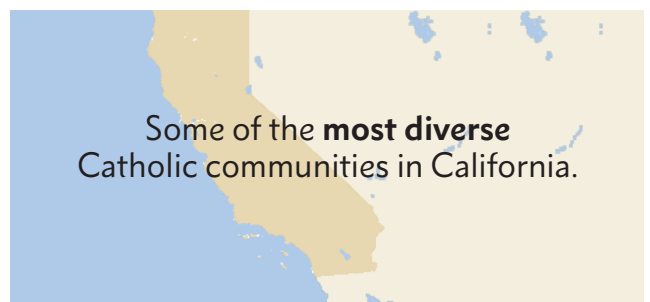 Some of the most diverse
Catholic communities in California.